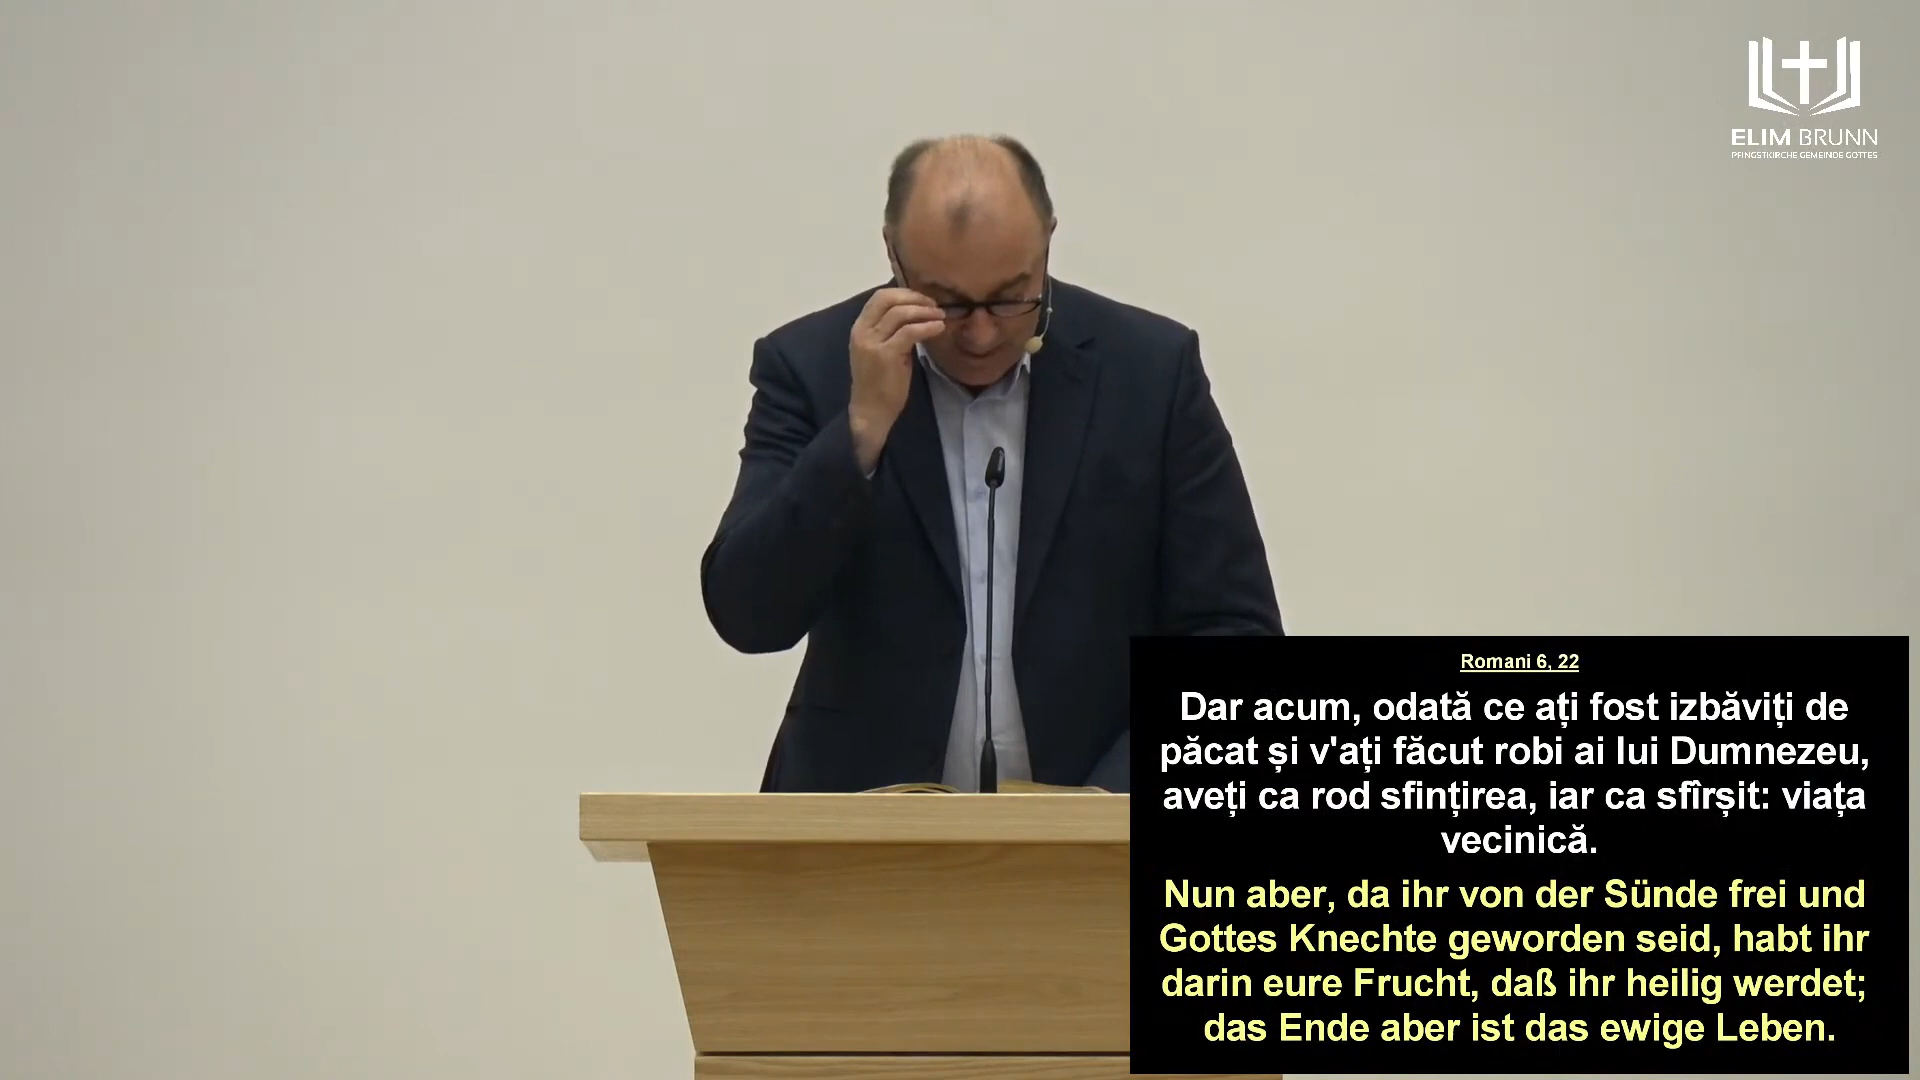 ELIM BRUNN
PFINGSTKIRCHE GEMEINDE GOTTES
Romani 6, 22
Dar acum, odată ce ați fost izbăviți de
păcat și v'ați făcut robi ai lui Dumnezeu,
aveți ca rod sfințirea, iar ca sfîrșit: viața
vecinică.
Nun aber, da ihr von der Sünde frei und
Gottes Knechte geworden seid, habt ihr
darin eure Frucht, daß ihr heilig werdet;
das Ende aber ist das ewige Leben.